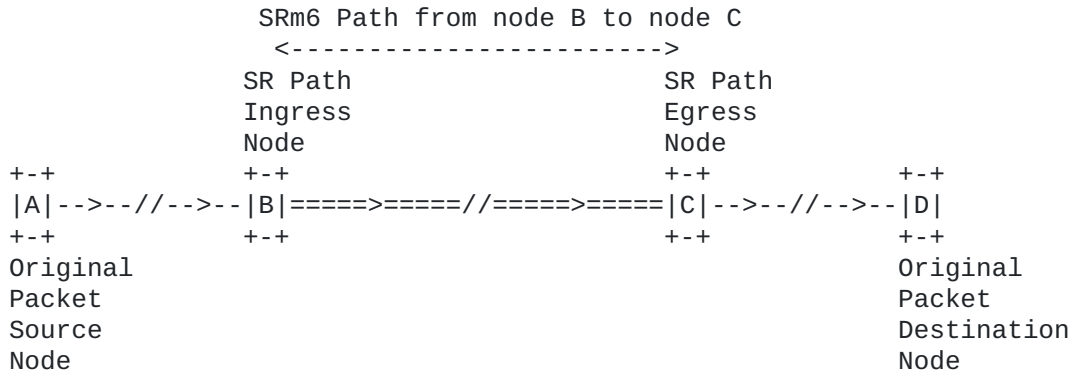 SRm6 Path from node B to node C
<------------------------>
SR Path                    SR Path
Ingress                    Egress
Node                       Node
+-+            +-+                        +-+            +-+
|A|-->--//-->--|B|=====>=====//=====>=====|C|-->--//-->--|D|
+-+            +-+                        +-+            +-+
Original                                                 Original
Packet                                                   Packet
Source                                                   Destination
Node                                                     Node